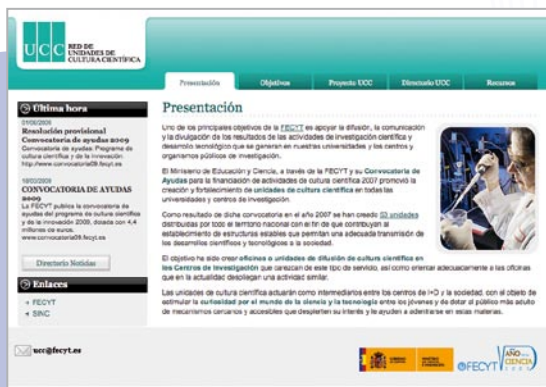 UCC
RED DE
UNIDADES DE
CULTURA CIENTÍFICA
Presentación
Objetivos
Proyecto UCC
Directorio UCC
Recursos
Última hora
01/06/2009
Resolución provisional
Convocatoria de ayudas 2009
Convocatoria de ayudas: Programa de
cultura científica y de la innovación
http://www.convocatoria09.fecyt.es
CONVOCATORIA DE AYUDAS
2009
La FECYT publica la convocatoria de
ayudas del programa de cultura científica y
de la innovación 2009, dotada con 4,4
millones de euros.
www.convocatoria09.fecyt.es
Directorio Noticias
Enlaces
FECYT
SINC
Presentación
Uno de los principales objetivos de la FECYT es apoyar la difusión, la comunicación
y la divulgación de los resultados de las actividades de investigación científica y
desarrollo tecnológico que se generan en nuestras universidades y los centros y
organismos públicos de investigación.
El Ministerio de Educación y Ciencia, a través de la FECYT y su Convocatoria de
Ayudas para la financiación de actividades de cultura científica 2007 promovió la
creación y fortalecimiento de unidades de cultura científica en todas las
universidades y centros de investigación.
Como resultado de dicha convocatoria en el año 2007 se han creado 53 unidades
distribuidas por todo el territorio nacional con el fin de que contribuyan al
establecimiento de estructuras estables que permitan una adecuada transmisión de
los desarrollos científicos y tecnológicos a la sociedad.
El objetivo ha sido crear oficinas o unidades de difusión de cultura científica en
los Centros de Investigación que carezcan de este tipo de servicio, así como orientar adecuadamente a las oficinas
que en la actualidad despliegan una actividad similar.
Las unidades de cultura científica actuarán como intermediarios entre los centros de I+D y la sociedad, con el objeto de
estimular la curiosidad por el mundo de la ciencia y la tecnología entre los jóvenes y de dotar al público más adulto
de mecanismos cercanos y accesibles que despierten su interés y le ayuden a adentrarse en estas materias.
ucc@fecyt.es
FECYT
AÑO
CIENCIA